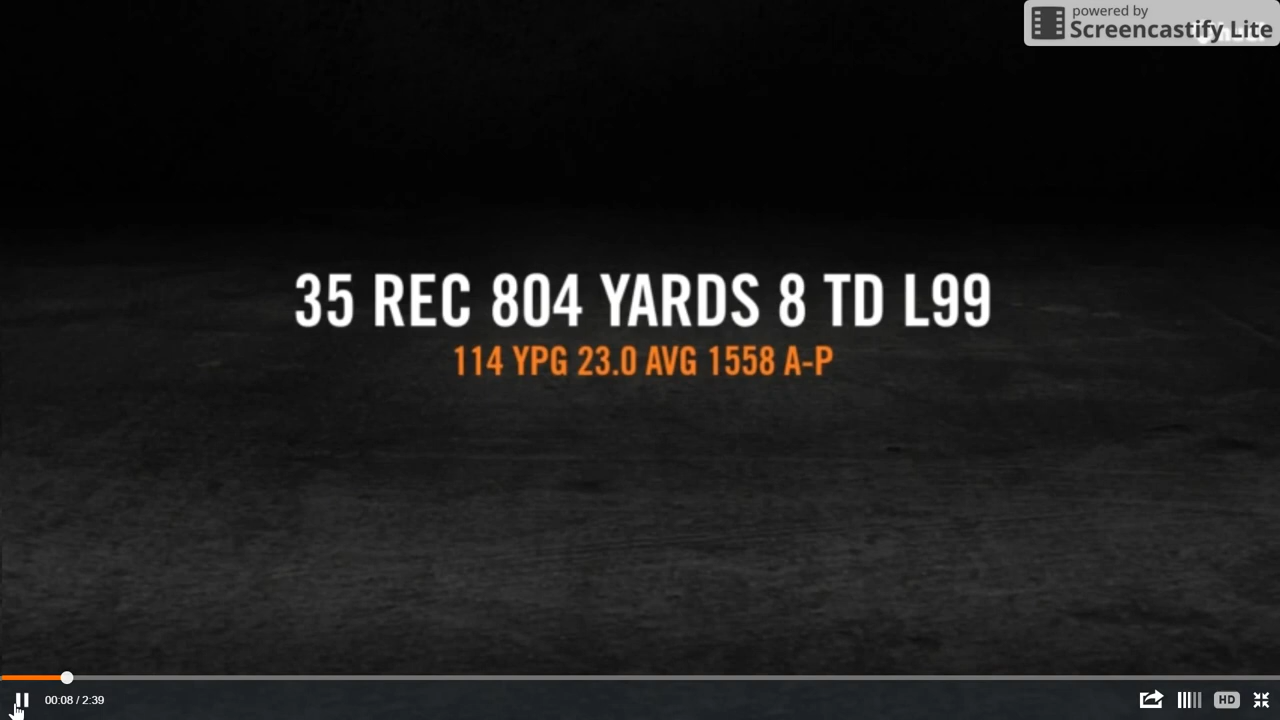 powered by
Screencastify Lite
35 REC 804 YARDS 8 TD L99
114 YPG 23.0 AVG 1558 A-P
00:08 / 2:39
HD